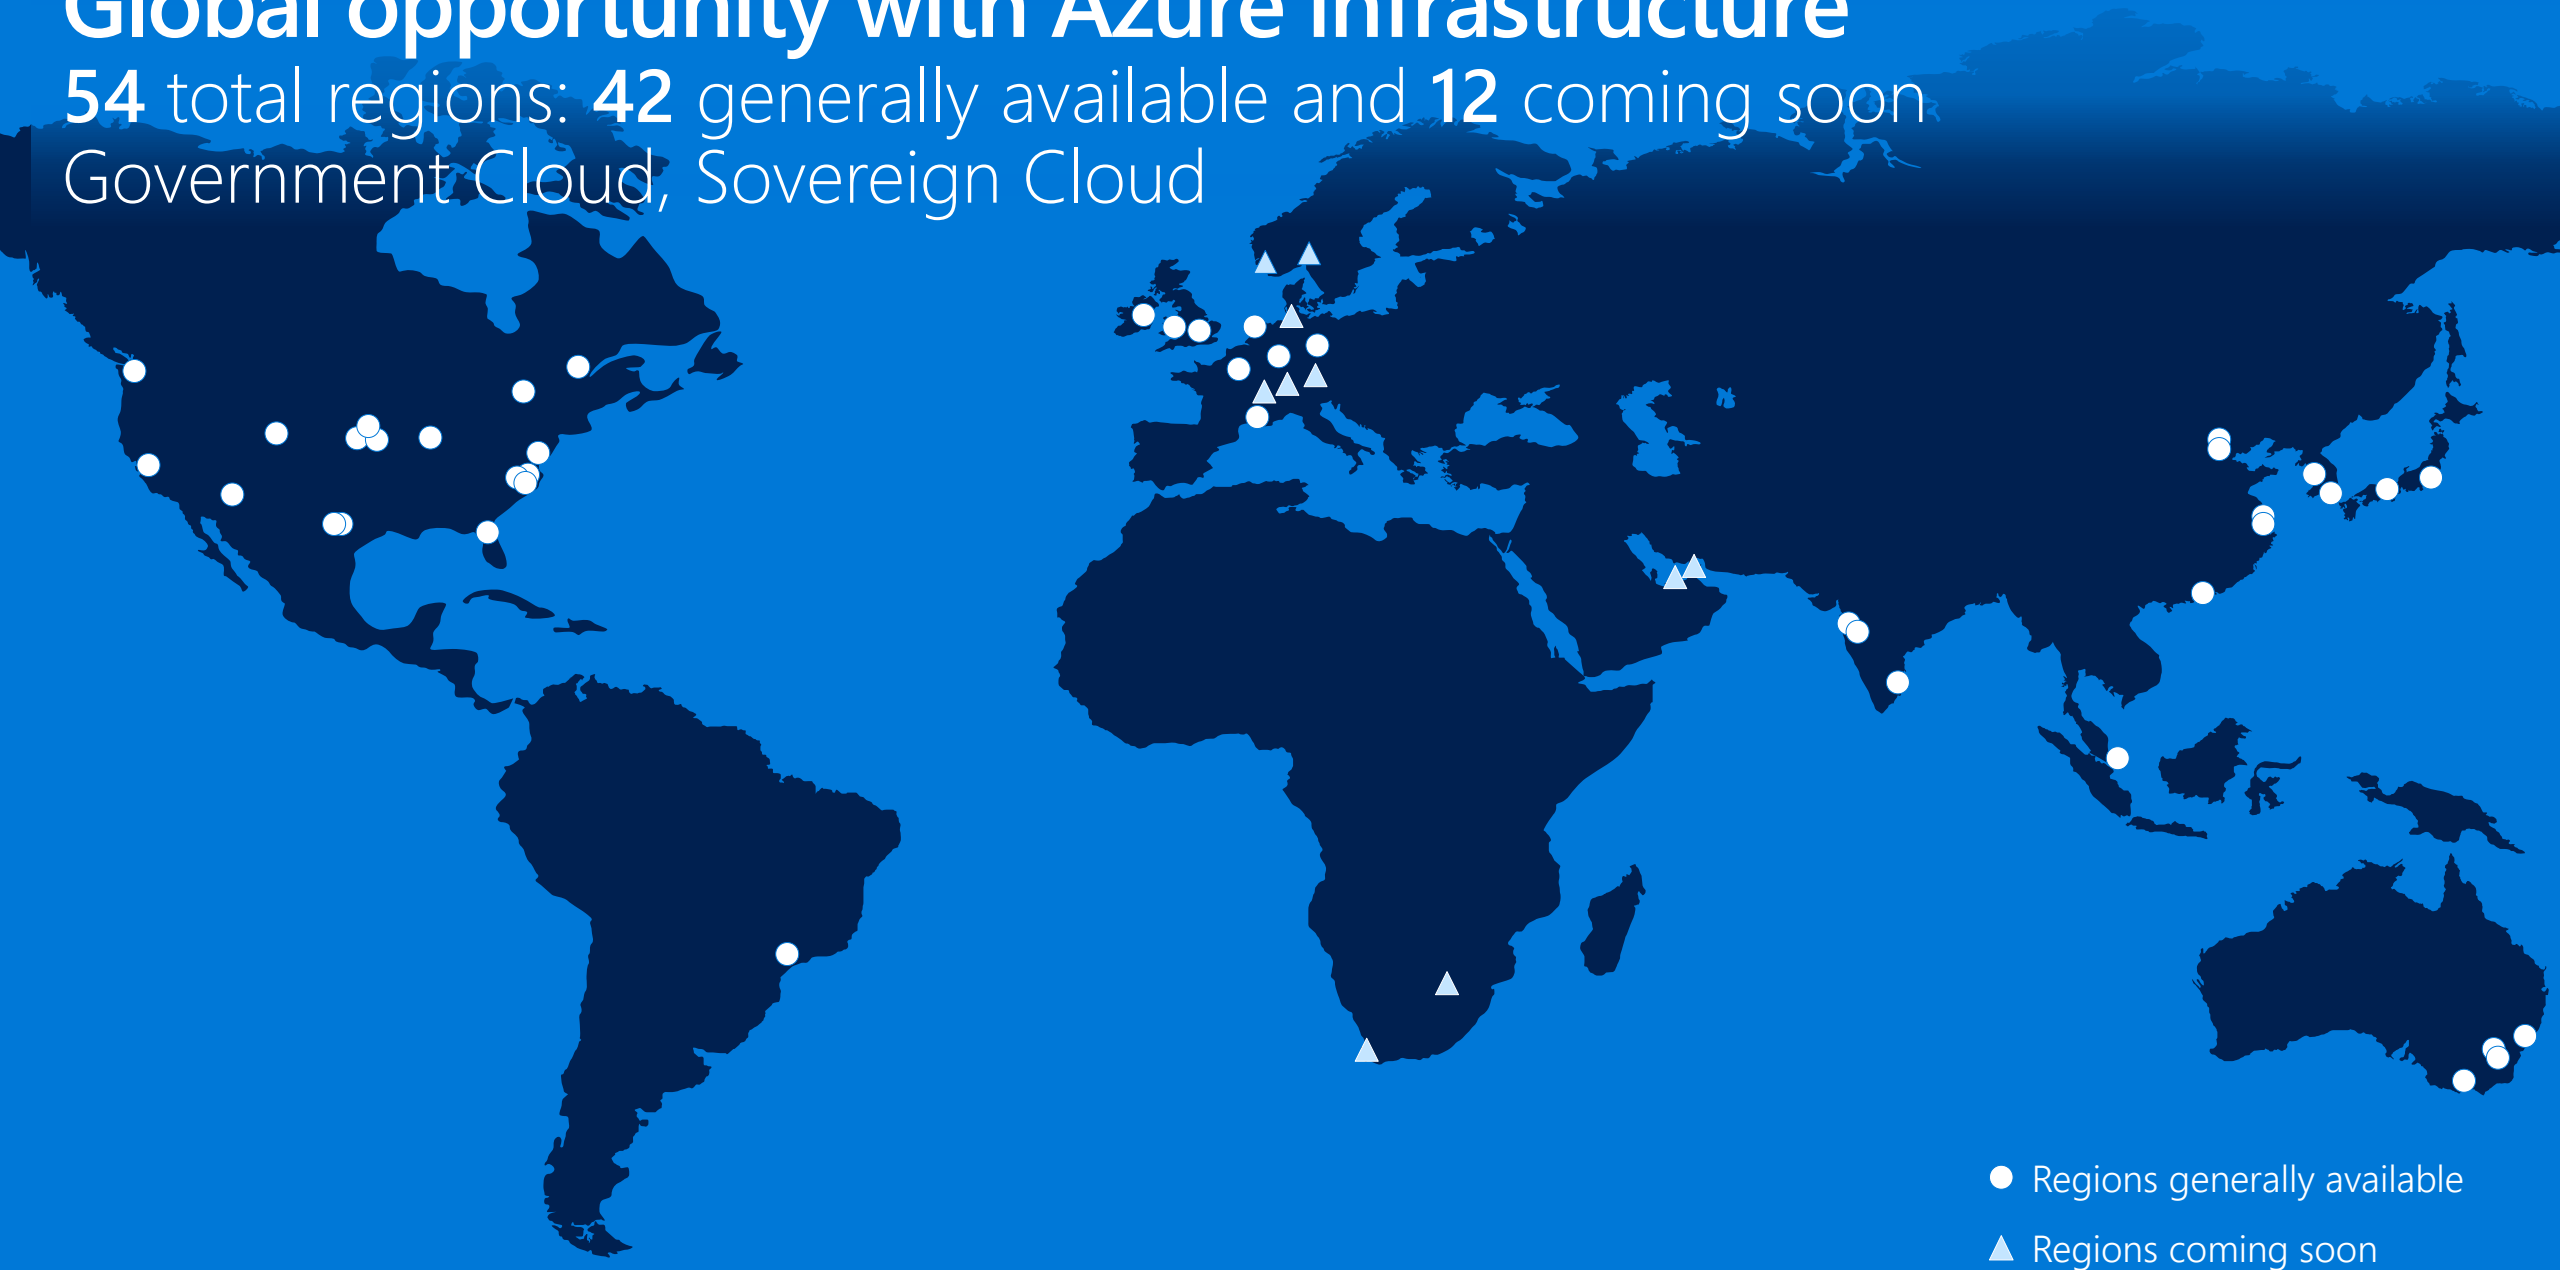 Global opportunity with Azure infrastructure
54 total regions: 42 generally available and 12 coming soon
Government Cloud, Sovereign Cloud
Regions generally available
Regions coming soon